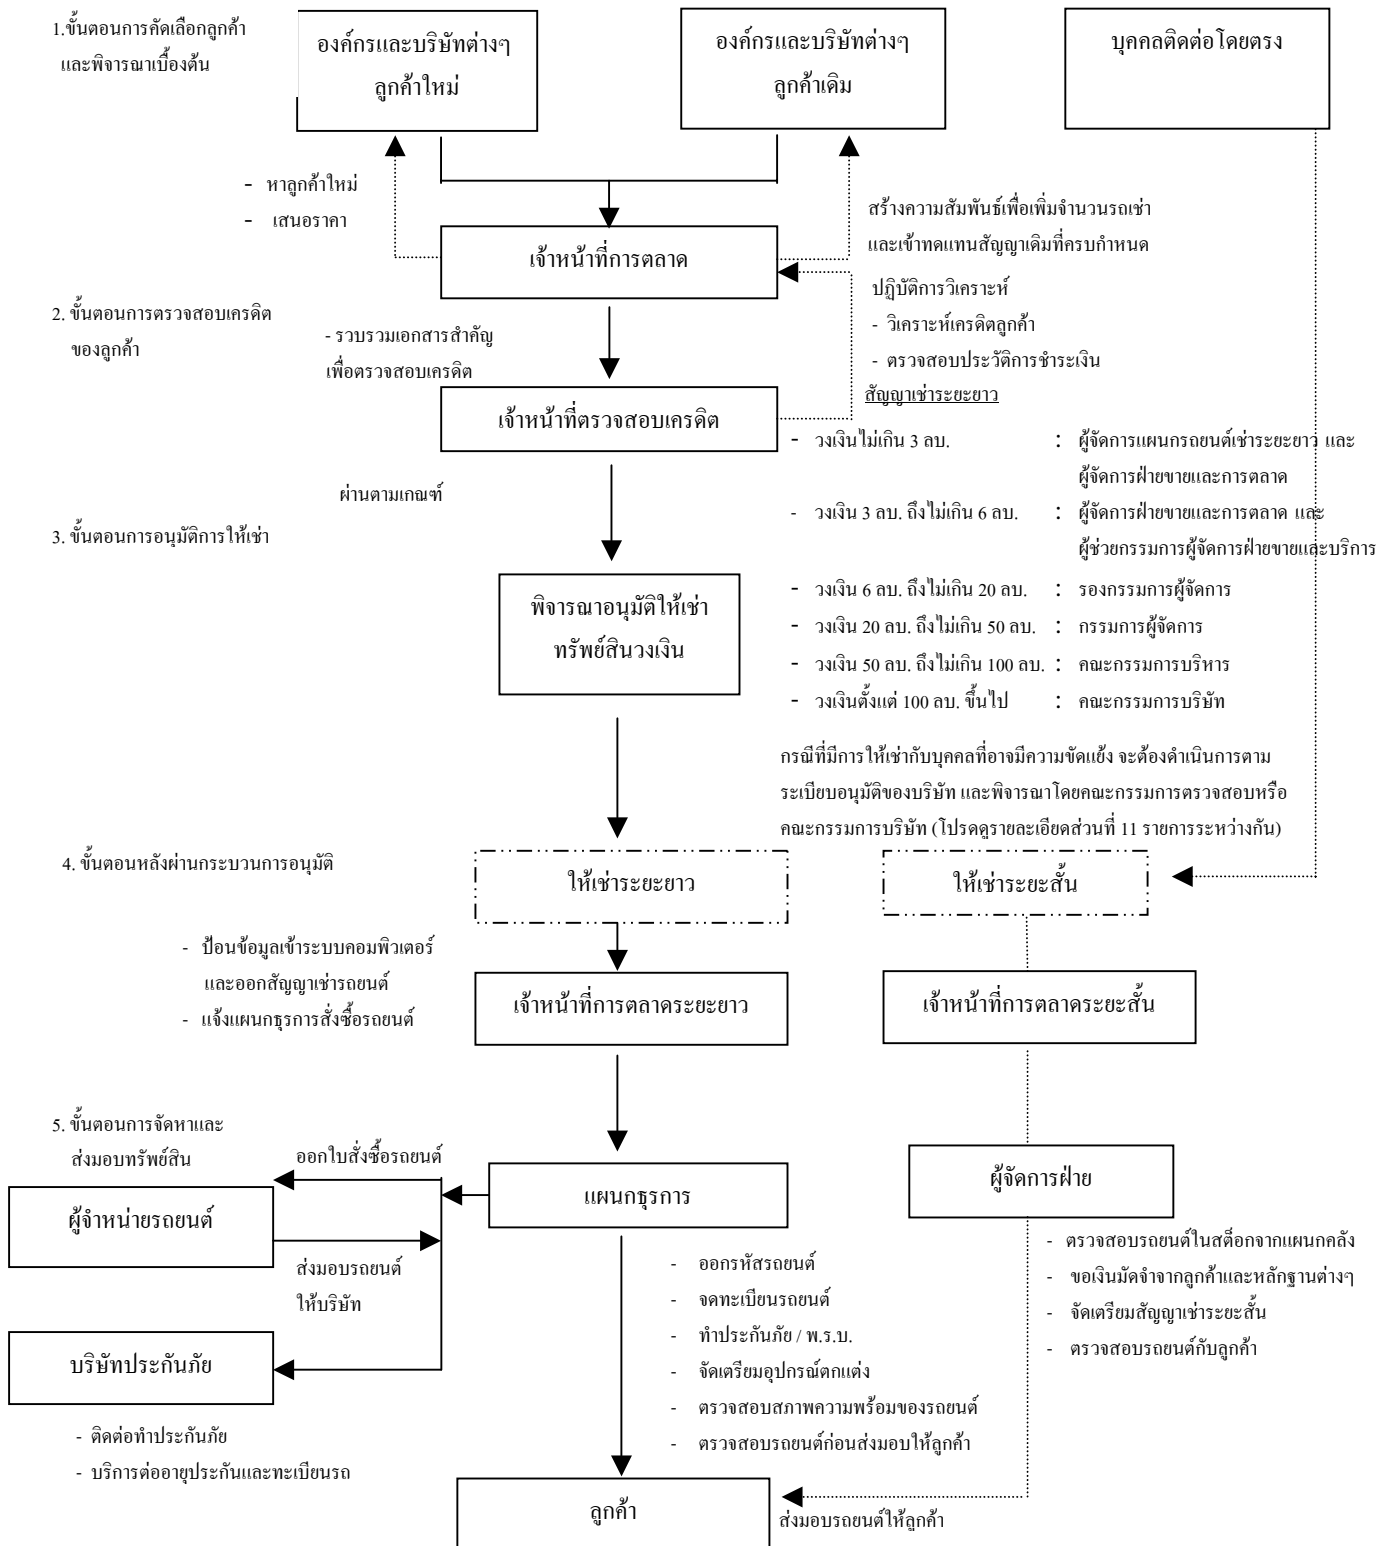 1.ขั้นตอนการคัดเลือกลูกค้า
และพิจารณาเบื้องต้น
องค์กรและบริษัทต่างๆ
ลูกค้าใหม่
องค์กรและบริษัทต่างๆ
ลูกค้าเดิม
บุคคลติดต่อโดยตรง
- หาลูกค้าใหม่
- เสนอราคา
สร้างความสัมพันธ์เพื่อเพิ่มจำนวนรถเช่า
และเข้าทดแทนสัญญาเดิมที่ครบกำหนด
เจ้าหน้าที่การตลาด
ปฏิบัติการวิเคราะห์
- วิเคราะห์เครดิตลูกค้า
- ตรวจสอบประวัติการชำระเงิน
2. ขั้นตอนการตรวจสอบเครดิต
ของลูกค้า
- รวบรวมเอกสารสำคัญ
เพื่อตรวจสอบเครดิต
เจ้าหน้าที่ตรวจสอบเครดิต
สัญญาเช่าระยะยาว
- วงเงินไม่เกิน 3 ลบ. : ผู้จัดการแผนกรถยนต์เช่าระยะยาว และ
ผู้จัดการฝ่ายขายและการตลาด
- วงเงิน 3 ลบ. ถึงไม่เกิน 6 ลบ. : ผู้จัดการฝ่ายขายและการตลาด และ
ผู้ช่วยกรรมการผู้จัดการฝ่ายขายและบริการ
- วงเงิน 6 ลบ. ถึงไม่เกิน 20 ลบ. : รองกรรมการผู้จัดการ
- วงเงิน 20 ลบ. ถึงไม่เกิน 50 ลบ. : กรรมการผู้จัดการ
- วงเงิน 50 ลบ. ถึงไม่เกิน 100 ลบ. : คณะกรรมการบริหาร
- วงเงินตั้งแต่ 100 ลบ. ขึ้นไป : คณะกรรมการบริษัท
ผ่านตามเกณฑ์
3. ขั้นตอนการอนุมัติการให้เช่า
พิจารณาอนุมัติให้เช่า
ทรัพย์สินวงเงิน
กรณีที่มีการให้เช่ากับบุคคลที่อาจมีความขัดแย้ง จะต้องดำเนินการตาม
ระเบียบอนุมัติของบริษัท และพิจารณาโดยคณะกรรมการตรวจสอบหรือ
คณะกรรมการบริษัท (โปรดดูรายละเอียดส่วนที่ 11 รายการระหว่างกัน)
4. ขั้นตอนหลังผ่านกระบวนการอนุมัติ
ให้เช่าระยะยาว
ให้เช่าระยะสั้น
- ป้อนข้อมูลเข้าระบบคอมพิวเตอร์
และออกสัญญาเช่ารถยนต์
- แจ้งแผนกธุรการสั่งซื้อรถยนต์
เจ้าหน้าที่การตลาดระยะยาว
เจ้าหน้าที่การตลาดระยะสั้น
5. ขั้นตอนการจัดหาและ
ส่งมอบทรัพย์สิน
ออกใบสั่งซื้อรถยนต์
ผู้จำหน่ายรถยนต์
แผนกธุรการ
ผู้จัดการฝ่าย
ส่งมอบรถยนต์
ให้บริษัท
- ออกรหัสรถยนต์
- จดทะเบียนรถยนต์
- ทำประกันภัย / พ.ร.บ.
- จัดเตรียมอุปกรณ์ตกแต่ง
- ตรวจสอบสภาพความพร้อมของรถยนต์
- ตรวจสอบรถยนต์ก่อนส่งมอบให้ลูกค้า
- ตรวจสอบรถยนต์ในสต็อกจากแผนกคลัง
- ขอเงินมัดจำจากลูกค้าและหลักฐานต่างๆ
- จัดเตรียมสัญญาเช่าระยะสั้น
- ตรวจสอบรถยนต์กับลูกค้า
บริษัทประกันภัย
- ติดต่อทำประกันภัย
- บริการต่ออายุประกันและทะเบียนรถ
ลูกค้า
ส่งมอบรถยนต์ให้ลูกค้า